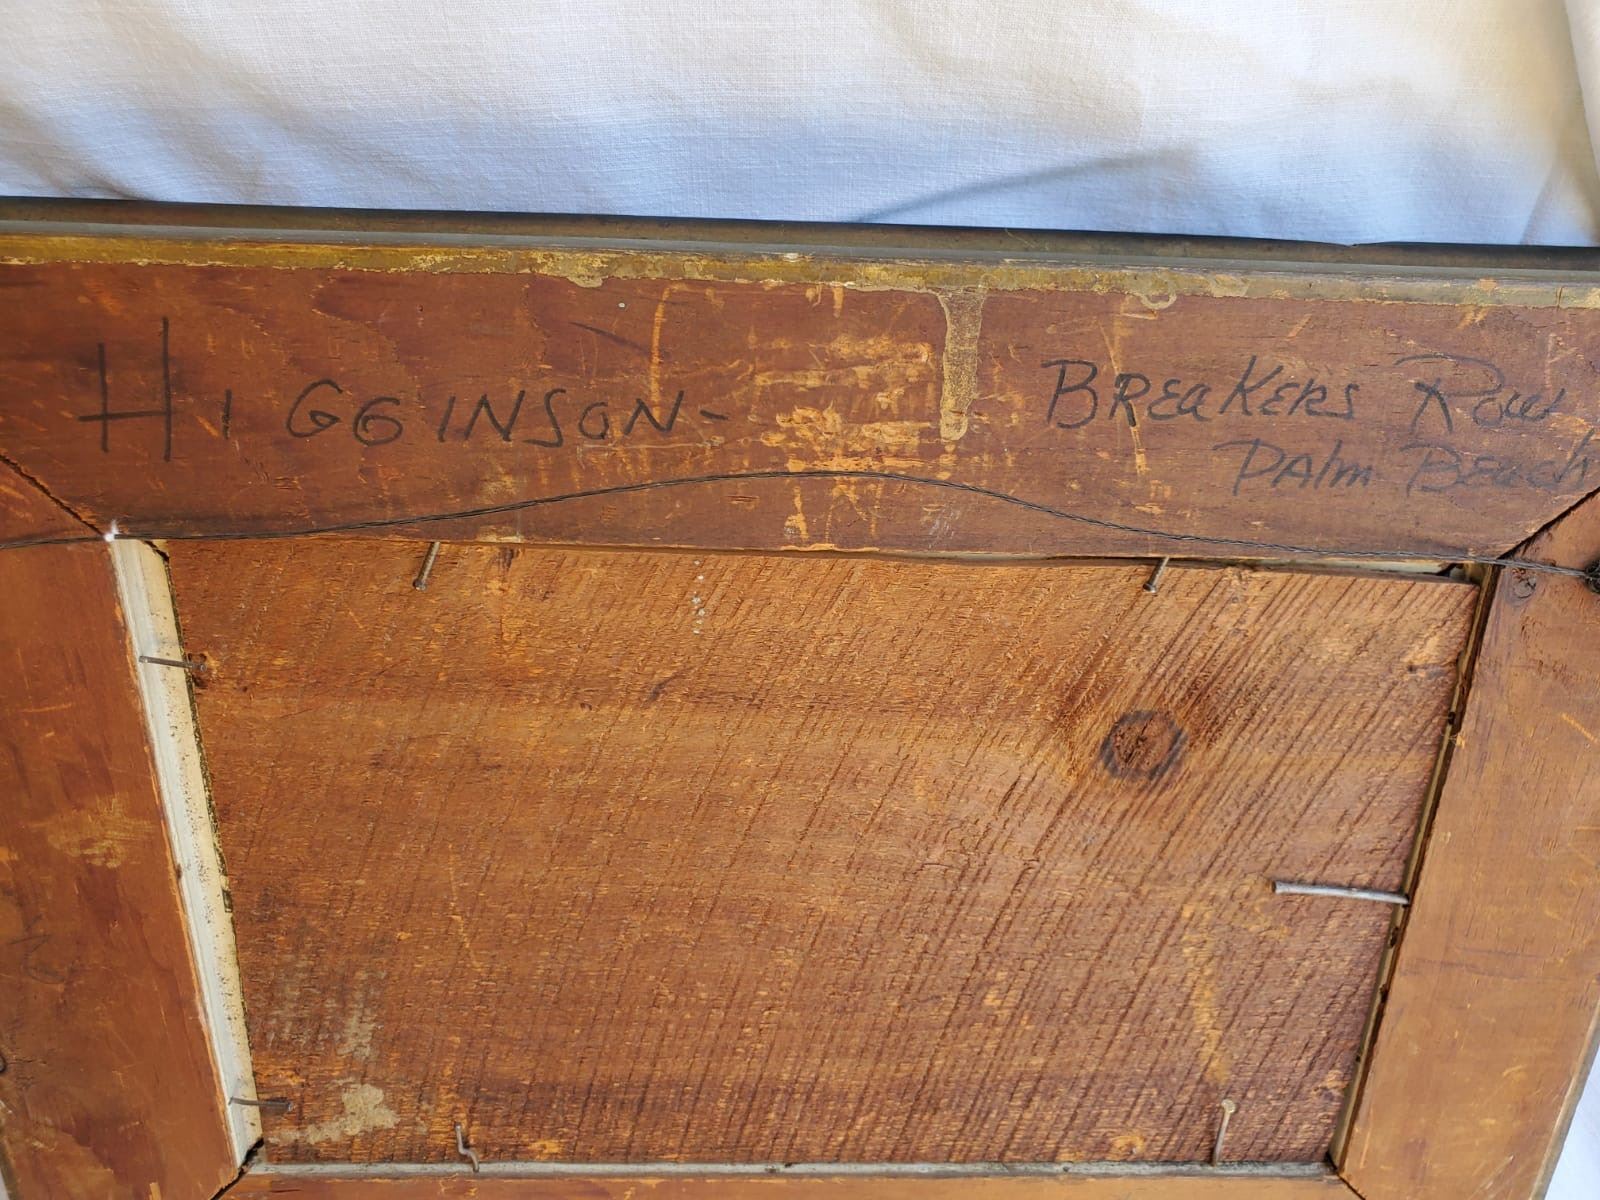 HIGGINSON- BREAKERS ROW
PALM BEACH